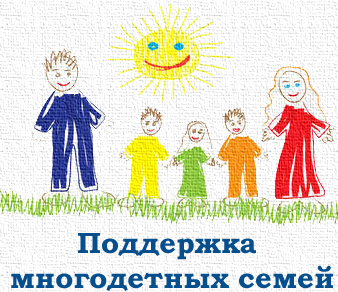 Поддержка
многодетных семей